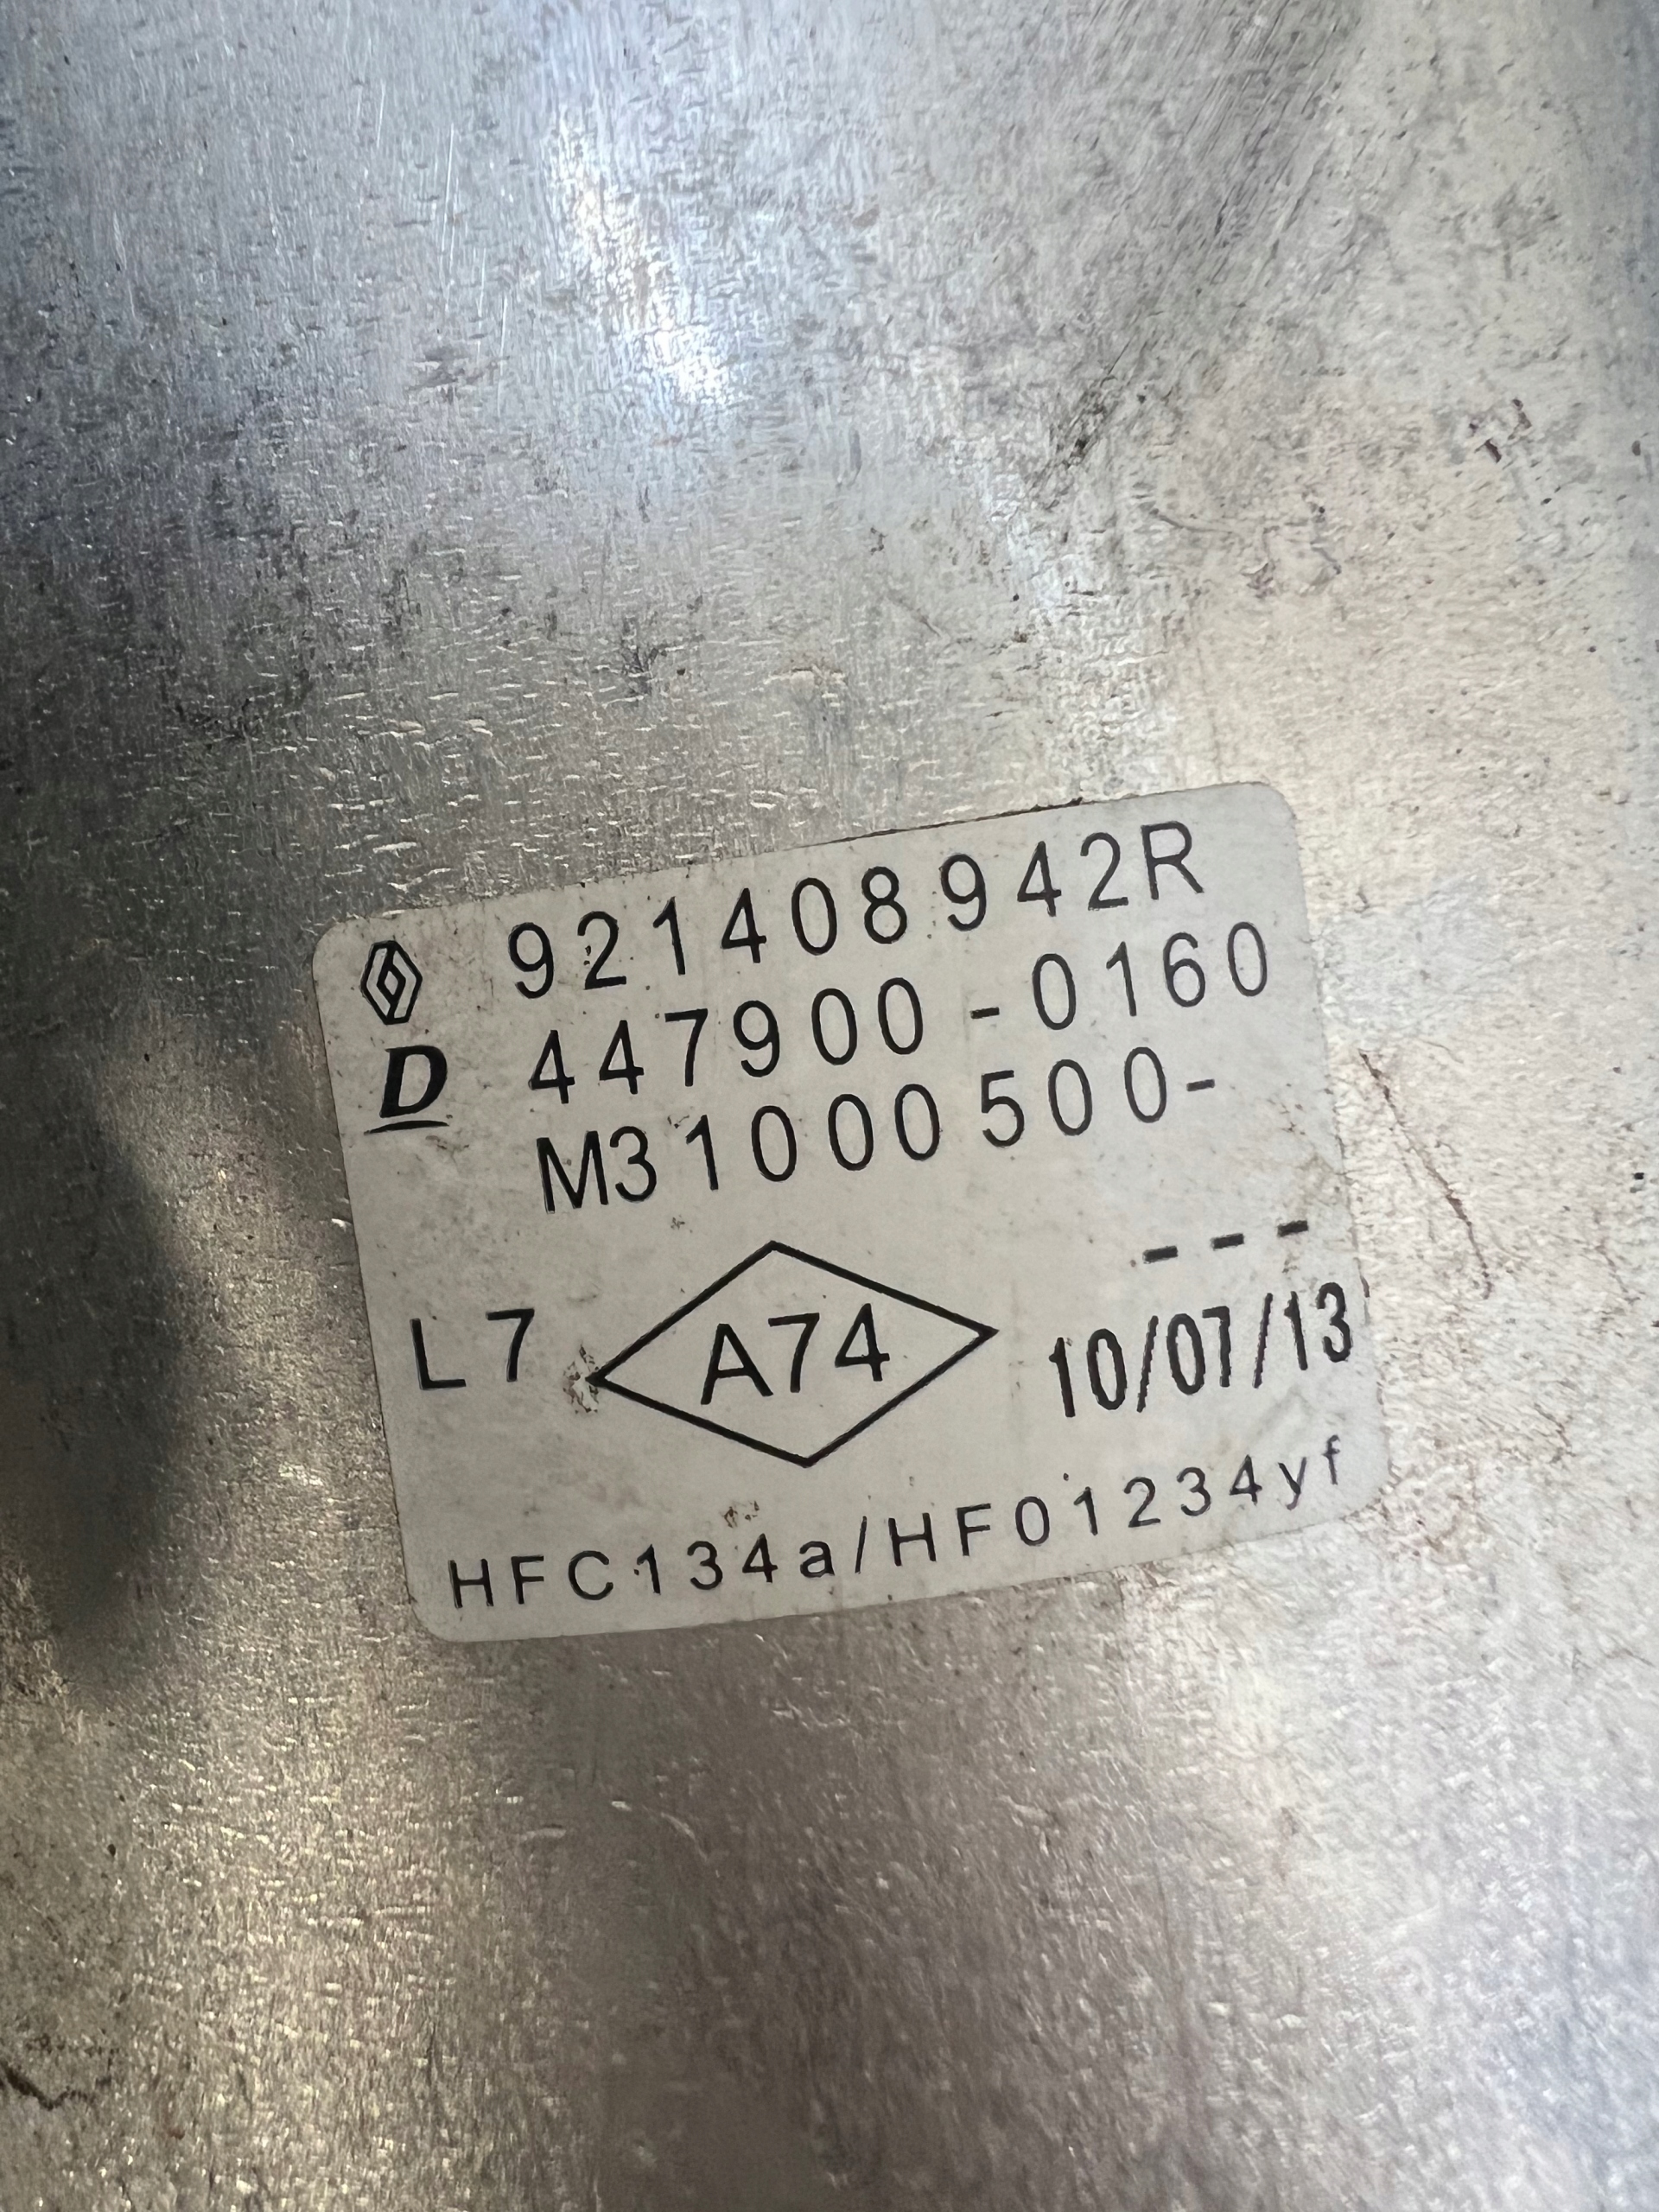 921408942R
D 447900-0160
M31000500-
---
L7 A74 10/07/13
HFC134a/HFO1234yf